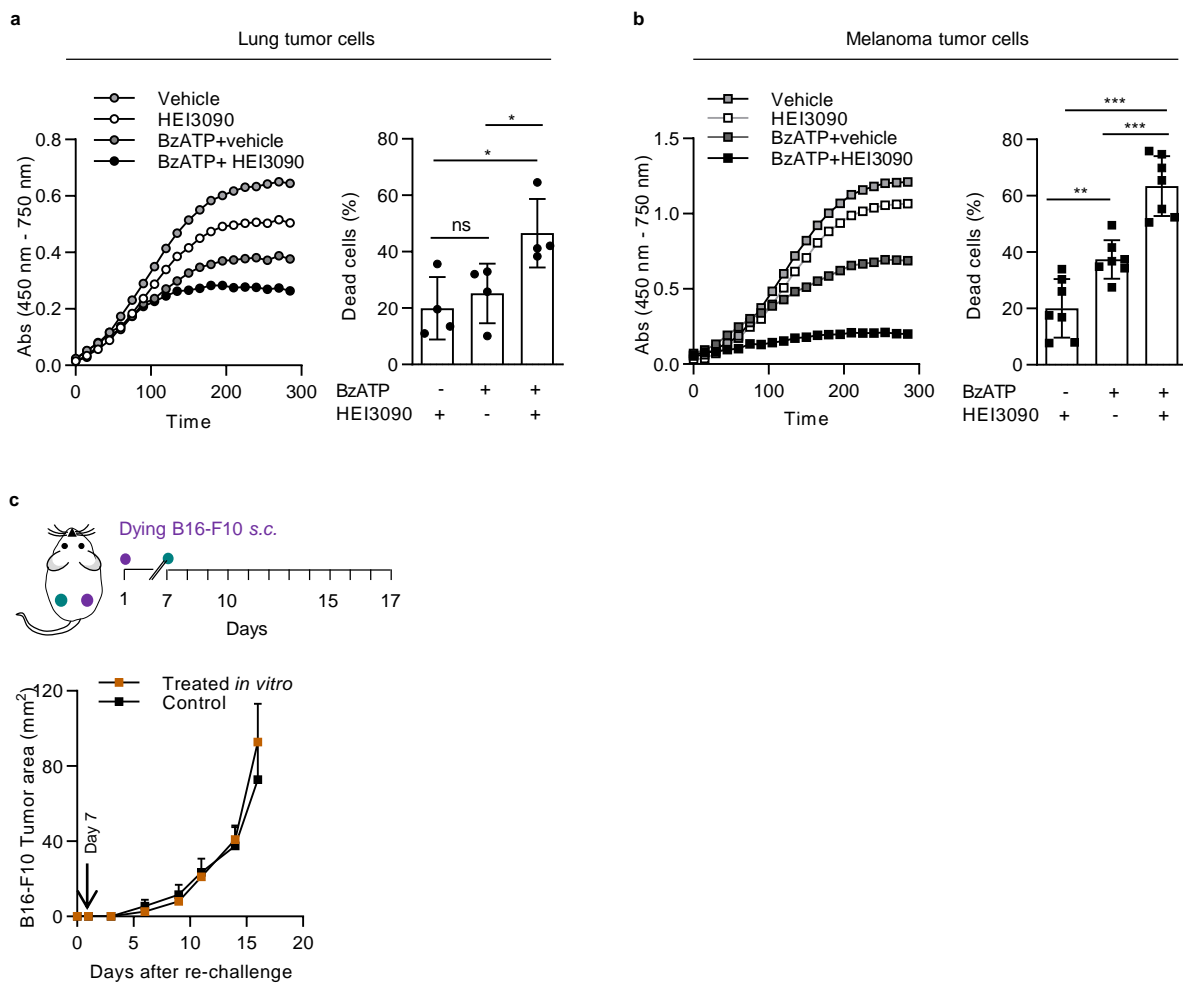 a
Lung tumor cells
Vehicle
HEI3090
BzATP+vehicle
BzATP+ HEI3090
0.8
0.6
0.4
0.2
0.0
Abs (450 nm - 750 nm)
0 100 200 300
Time
80
60
40
20
0
Dead cells (%)
*
*
ns
BzATP - + +
HEI3090 + - +
b
Melanoma tumor cells
Vehicle
HEI3090
BzATP+vehicle
BzATP+HEI3090
1.5
1.0
0.5
0.0
Abs (450 nm - 750 nm)
0 100 200 300
Time
80
60
40
20
0
Dead cells (%)
***
***
**
BzATP - + +
HEI3090 + - +
c
Dying B16-F10 s.c.
1 7 10 15 17
Days
Treated in vitro
Control
120
80
40
0
B16-F10 Tumor area (mm²)
Day 7
0 5 10 15 20
Days after re-challenge